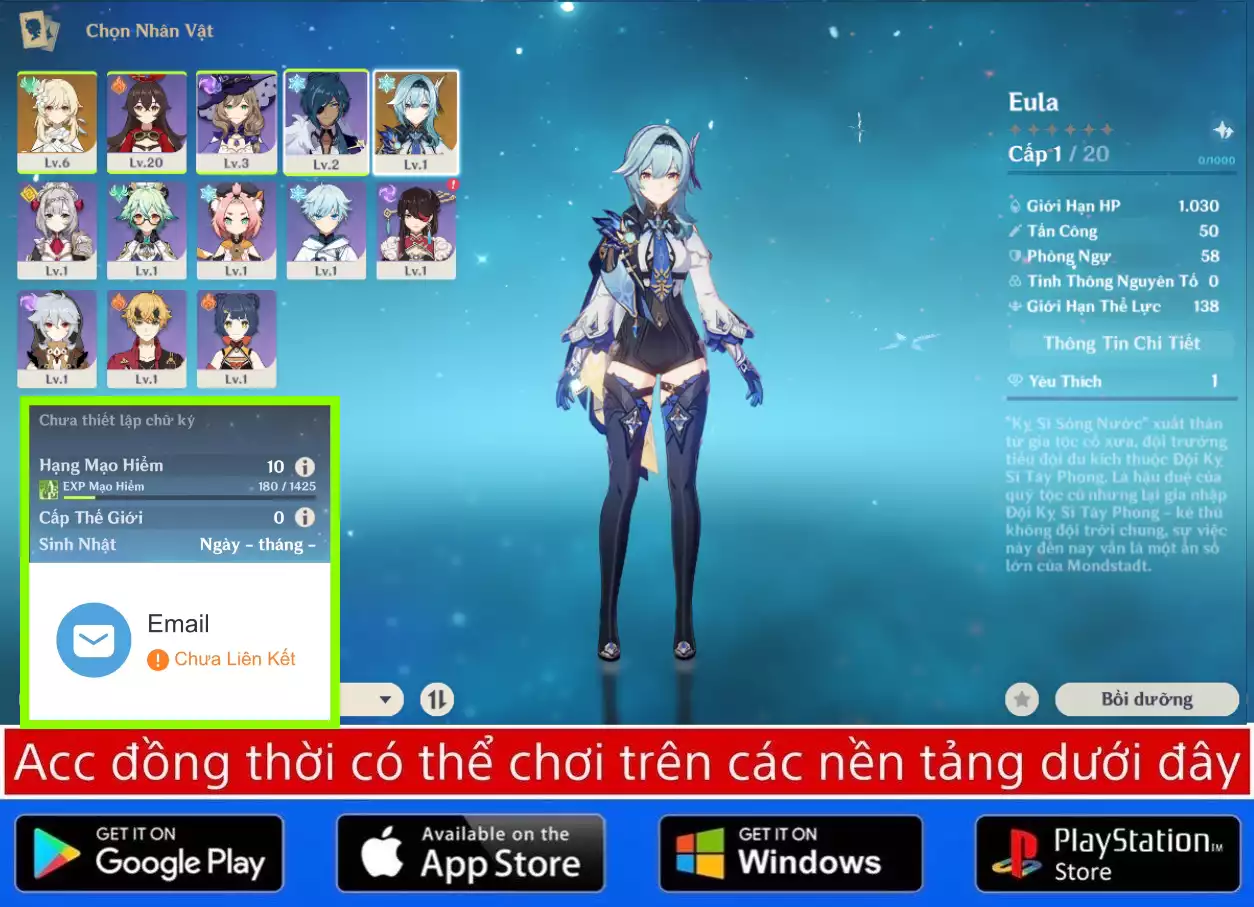 Chọn Nhân Vật
Lv.6
Lv.20
Lv.3
Lv.2
Lv.1
Lv.1
Lv.1
Lv.1
Lv.1
Lv.1
Lv.1
Lv.1
Lv.1
Eula
Cấp 1 / 20
0/1000
Giới Hạn HP 1.030
Tấn Công 50
Phòng Ngự 58
Tinh Thông Nguyên Tố 0
Giới Hạn Thể Lực 138
Thông Tin Chi Tiết
Yêu Thích 1
"Kỵ Sĩ Sóng Nước" xuất thân
từ gia tộc cổ xưa, đội trưởng
tiểu đội du kích thuộc Đội Kỵ
Sĩ Tây Phong. Là hậu duệ của
quý tộc cũ nhưng lại gia nhập
Đội Kỵ Sĩ Tây Phong - kẻ thù
không đội trời chung, sự việc
này đến nay vẫn là một ẩn số
lớn của Mondstadt.
Bồi dưỡng
Chưa thiết lập chữ ký
Hạng Mạo Hiểm 10
EXP Mạo Hiểm 180 / 1425
Cấp Thế Giới 0
Sinh Nhật Ngày - tháng -
Email
Chưa Liên Kết
Acc đồng thời có thể chơi trên các nền tảng dưới đây
GET IT ON
Google Play
Available on the
App Store
GET IT ON
Windows
PlayStation TM
Store